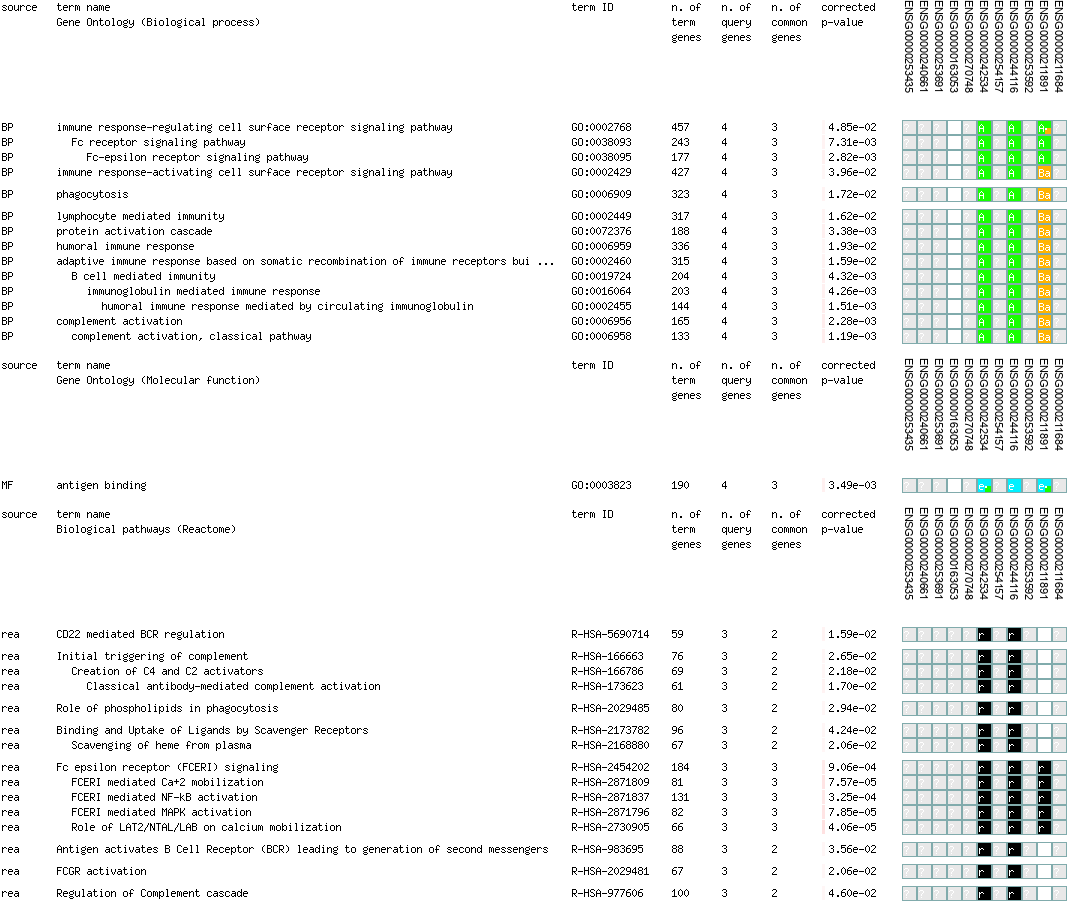 source term name term ID n. of n. of n. of corrected
Gene Ontology (Biological process) term query common p-value
genes genes genes
ENSG00000253435 ENSG00000240661 ENSG00000253691 ENSG00000163053 ENSG00000270748 ENSG00000242534 ENSG00000254157 ENSG00000244116 ENSG00000253592 ENSG00000211891 ENSG00000211684
BP immune response-regulating cell surface receptor signaling pathway GO:0002768 457 4 3 4.85e-02
BP Fc receptor signaling pathway GO:0038093 243 4 3 7.31e-03
BP Fc-epsilon receptor signaling pathway GO:0038095 177 4 3 2.82e-03
BP immune response-activating cell surface receptor signaling pathway GO:0002429 427 4 3 3.96e-02
BP phagocytosis GO:0006909 323 4 3 1.72e-02
BP lymphocyte mediated immunity GO:0002449 317 4 3 1.62e-02
BP protein activation cascade GO:0072376 188 4 3 3.38e-03
BP humoral immune response GO:0006959 336 4 3 1.93e-02
BP adaptive immune response based on somatic recombination of immune receptors bui ... GO:0002460 315 4 3 1.59e-02
BP B cell mediated immunity GO:0019724 204 4 3 4.32e-03
BP immunoglobulin mediated immune response GO:0016064 203 4 3 4.26e-03
BP humoral immune response mediated by circulating immunoglobulin GO:0002455 144 4 3 1.51e-03
BP complement activation GO:0006956 165 4 3 2.28e-03
BP complement activation, classical pathway GO:0006958 133 4 3 1.19e-03
source term name term ID n. of n. of n. of corrected
Gene Ontology (Molecular function) term query common p-value
genes genes genes
ENSG00000253435 ENSG00000240661 ENSG00000253691 ENSG00000163053 ENSG00000270748 ENSG00000242534 ENSG00000254157 ENSG00000244116 ENSG00000253592 ENSG00000211891 ENSG00000211684
MF antigen binding GO:0003823 190 4 3 3.49e-03
source term name term ID n. of n. of n. of corrected
Biological pathways (Reactome) term query common p-value
genes genes genes
ENSG00000253435 ENSG00000240661 ENSG00000253691 ENSG00000163053 ENSG00000270748 ENSG00000242534 ENSG00000254157 ENSG00000244116 ENSG00000253592 ENSG00000211891 ENSG00000211684
rea CD22 mediated BCR regulation R-HSA-5690714 59 3 2 1.59e-02 r r
rea Initial triggering of complement R-HSA-166663 76 3 2 2.65e-02 r r
rea Creation of C4 and C2 activators R-HSA-166786 69 3 2 2.18e-02 r r
rea Classical antibody-mediated complement activation R-HSA-173623 61 3 2 1.70e-02 r r
rea Role of phospholipids in phagocytosis R-HSA-2029485 80 3 2 2.94e-02 r r
rea Binding and Uptake of Ligands by Scavenger Receptors R-HSA-2173782 96 3 2 4.24e-02 r r
rea Scavenging of heme from plasma R-HSA-2168880 67 3 2 2.06e-02 r r
rea Fc epsilon receptor (FCERI) signaling R-HSA-2454202 184 3 3 9.06e-04 r r r
rea FCERI mediated Ca+2 mobilization R-HSA-2871809 81 3 3 7.57e-05 r r r
rea FCERI mediated NF-kB activation R-HSA-2871837 131 3 3 3.25e-04 r r r
rea FCERI mediated MAPK activation R-HSA-2871796 82 3 3 7.85e-05 r r r
rea Role of LAT2/NTAL/LAB on calcium mobilization R-HSA-2730905 66 3 3 4.06e-05 r r r
rea Antigen activates B Cell Receptor (BCR) leading to generation of second messengers R-HSA-983695 88 3 2 3.56e-02 r r
rea FCGR activation R-HSA-2029481 67 3 2 2.06e-02 r r
rea Regulation of Complement cascade R-HSA-977606 100 3 2 4.60e-02 r r